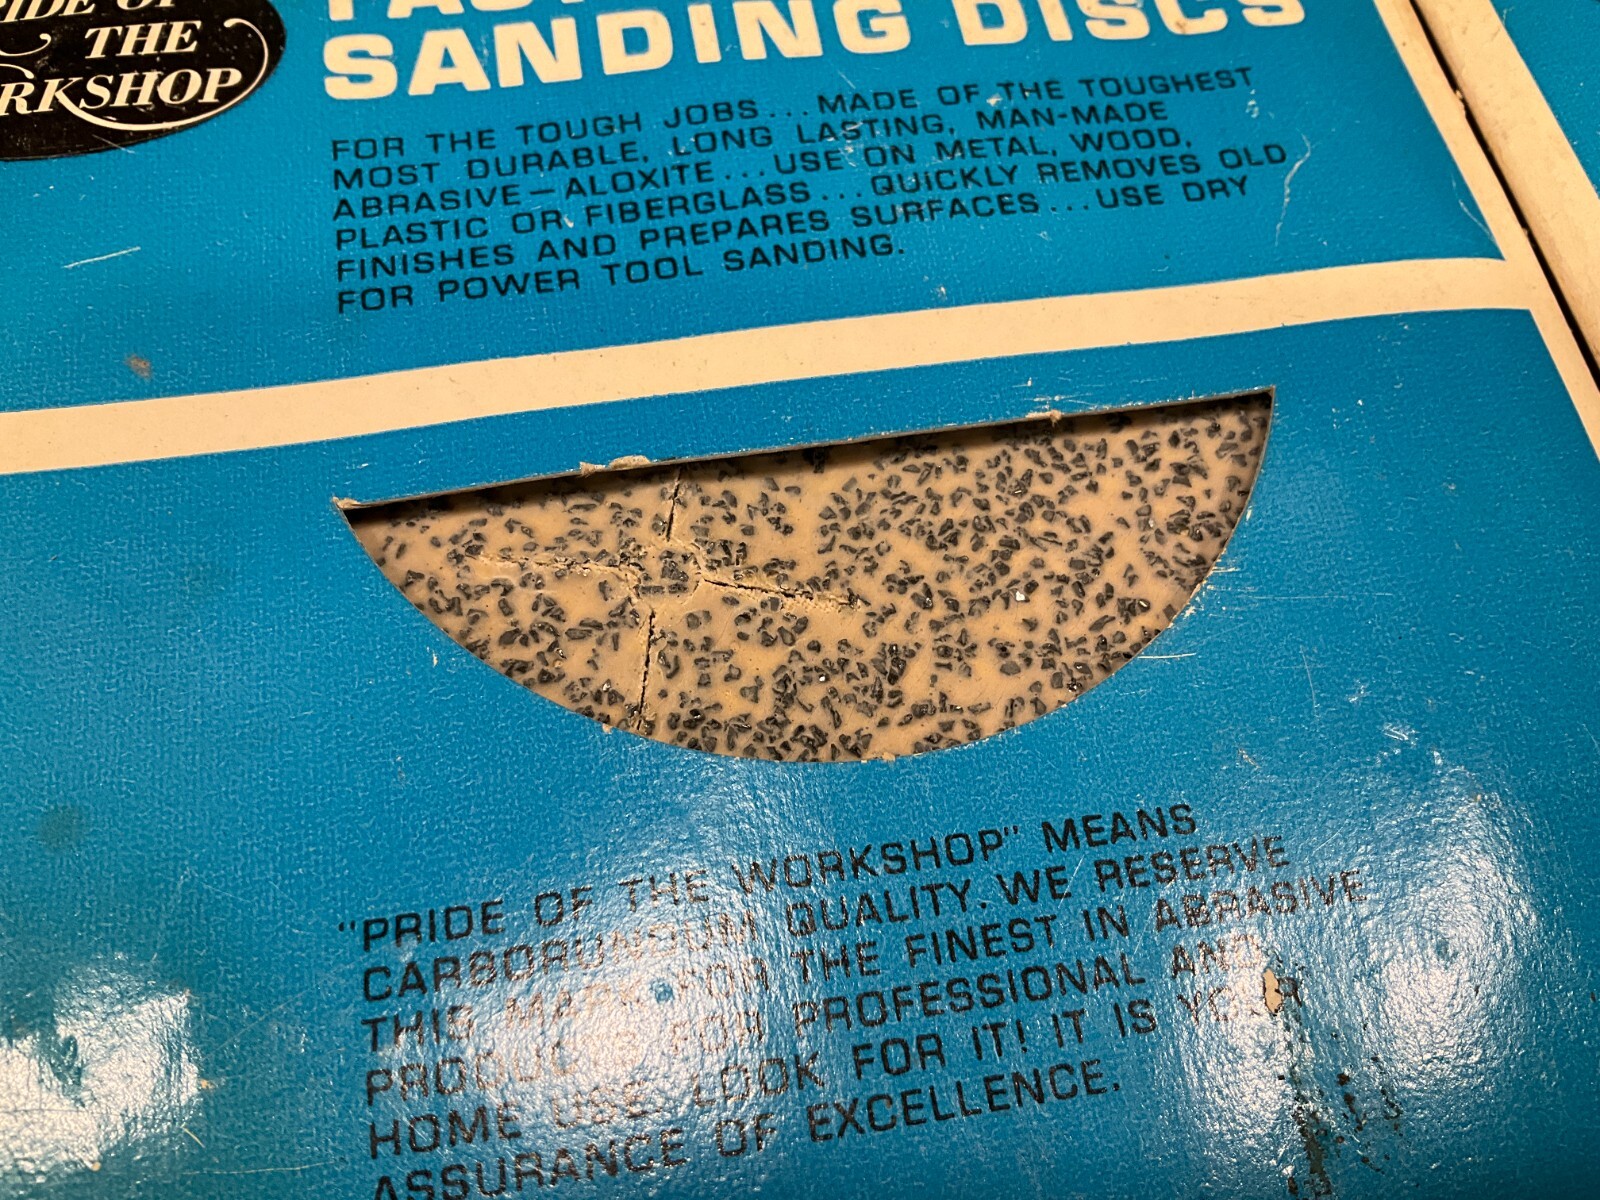 OF
THE
SANDING DISCS
FOR THE TOUGH JOBS...MADE OF THE TOUGHEST
MOST DURABLE, LONG LASTING, MAN-MADE
ABRASIVE—ALOXITE...USE ON METAL, WOOD,
PLASTIC OR FIBERGLASS...QUICKLY REMOVES OLD
FINISHES AND PREPARES SURFACES...USE DRY
FOR POWER TOOL SANDING.
"PRIDE OF THE WORKSHOP" MEANS
CARBORUNDUM QUALITY. WE RESERVE
THIS MARK FOR THE FINEST IN ABRASIVE
PRODUCTS FOR PROFESSIONAL AND
HOME USE. LOOK FOR IT! IT IS YOUR
ASSURANCE OF EXCELLENCE.